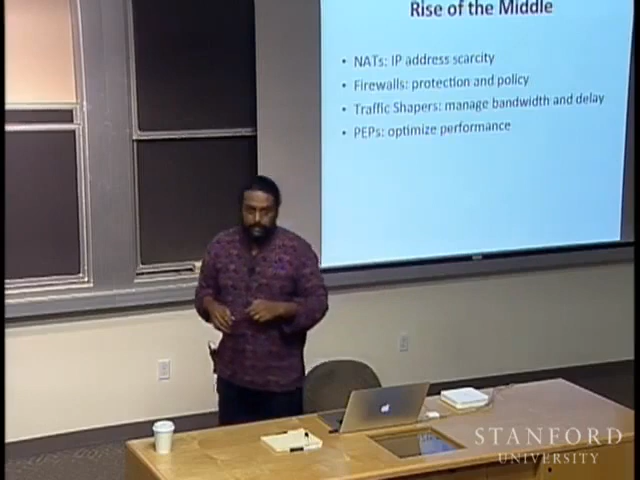 Rise of the Middle
• NATs: IP address scarcity
• Firewalls: protection and policy
• Traffic Shapers: manage bandwidth and delay
• PEPs: optimize performance
STANFORD
UNIVERSITY